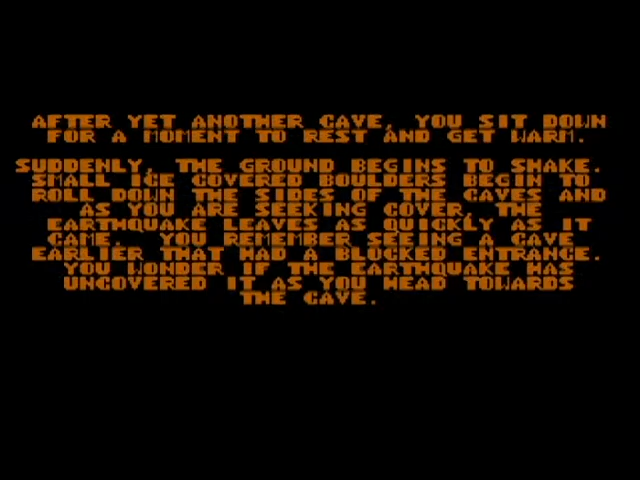 AFTER YET ANOTHER CAVE, YOU SIT DOWN
FOR A MOMENT TO REST AND GET WARM.
SUDDENLY, THE GROUND BEGINS TO SHAKE.
SMALL ICE COVERED BOULDERS BEGIN TO
ROLL DOWN THE SIDES OF THE CAVES AND
AS YOU ARE SEEKING COVER, THE
EARTHQUAKE LEAVES AS QUICKLY AS IT
CAME. YOU REMEMBER SEEING A CAVE
EARLIER THAT HAD A BLOCKED ENTRANCE.
YOU WONDER IF THE EARTHQUAKE HAS
UNCOVERED IT AS YOU HEAD TOWARDS
THE CAVE.